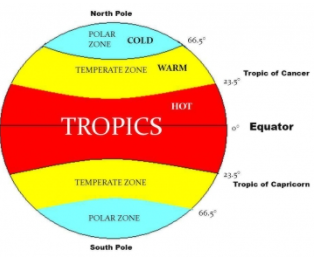 North Pole
POLAR
ZONE
COLD
66.5°
TEMPERATE ZONE WARM
Tropic of Cancer
23.5°
HOT
TROPICS
0°
Equator
23.5°
TEMPERATE ZONE
Tropic of Capricorn
POLAR ZONE
66.5°
South Pole